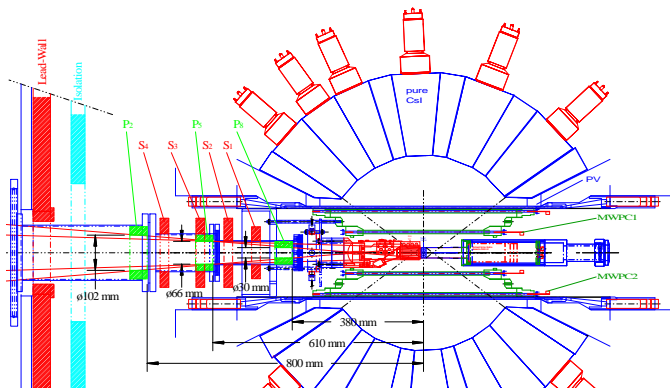 Lead-Wall
Isolation
P2
S4
S3
P5
S2
S1
P6
pure
CsI
PV
MWPC1
MWPC2
ø102 mm
ø66 mm
ø30 mm
380 mm
610 mm
800 mm